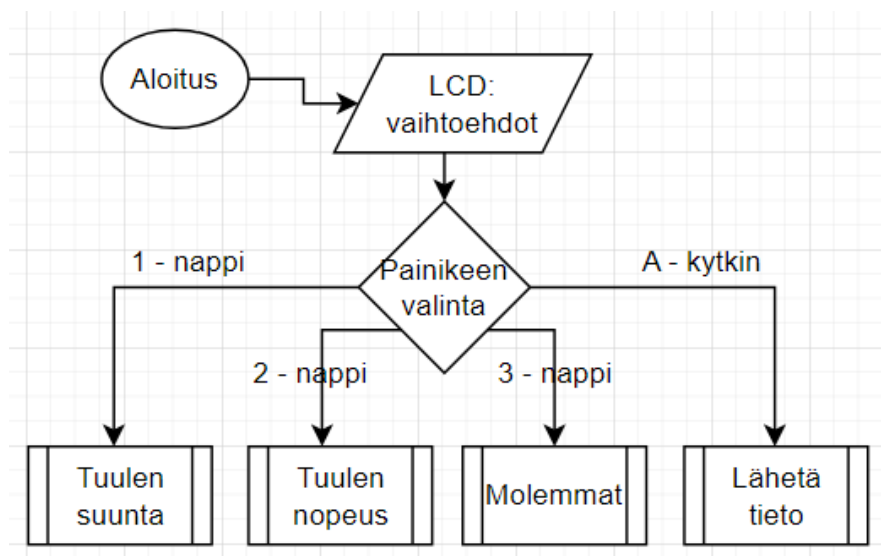 Aloitus
LCD:
vaihtoehdot
Painikeen
valinta
1 - nappi
A - kytkin
2 - nappi
3 - nappi
Tuulen
suunta
Tuulen
nopeus
Molemmat
Lähetä
tieto